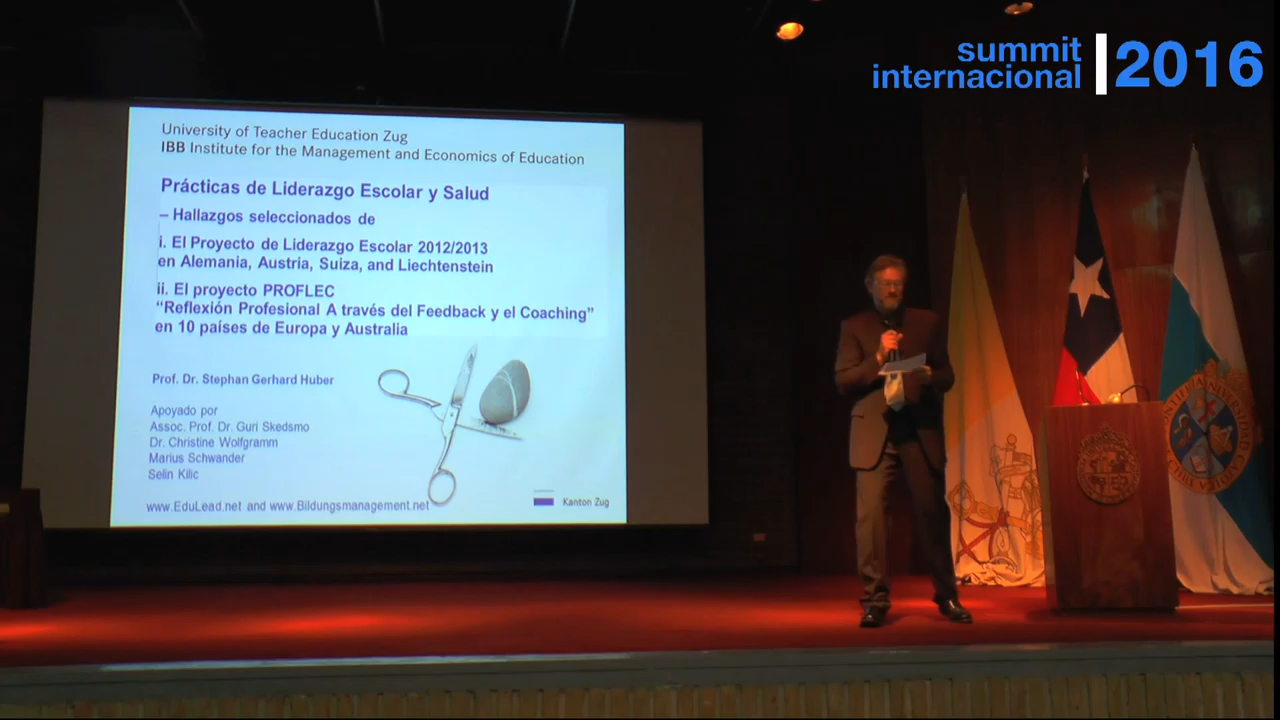 summit
internacional
2016
University of Teacher Education Zug
IBB Institute for the Management and Economics of Education
Prácticas de Liderazgo Escolar y Salud
– Hallazgos seleccionados de
i. El Proyecto de Liderazgo Escolar 2012/2013
en Alemania, Austria, Suiza, and Liechtenstein
ii. El proyecto PROFLEC
“Reflexión Profesional A través del Feedback y el Coaching”
en 10 países de Europa y Australia
Prof. Dr. Stephan Gerhard Huber
Apoyado por
Assoc. Prof. Dr. Guri Skedsmo
Dr. Christine Wolfgramm
Marius Schwander
Selin Kilic
www.EduLead.net and www.Bildungsmanagement.net
Kanton Zug